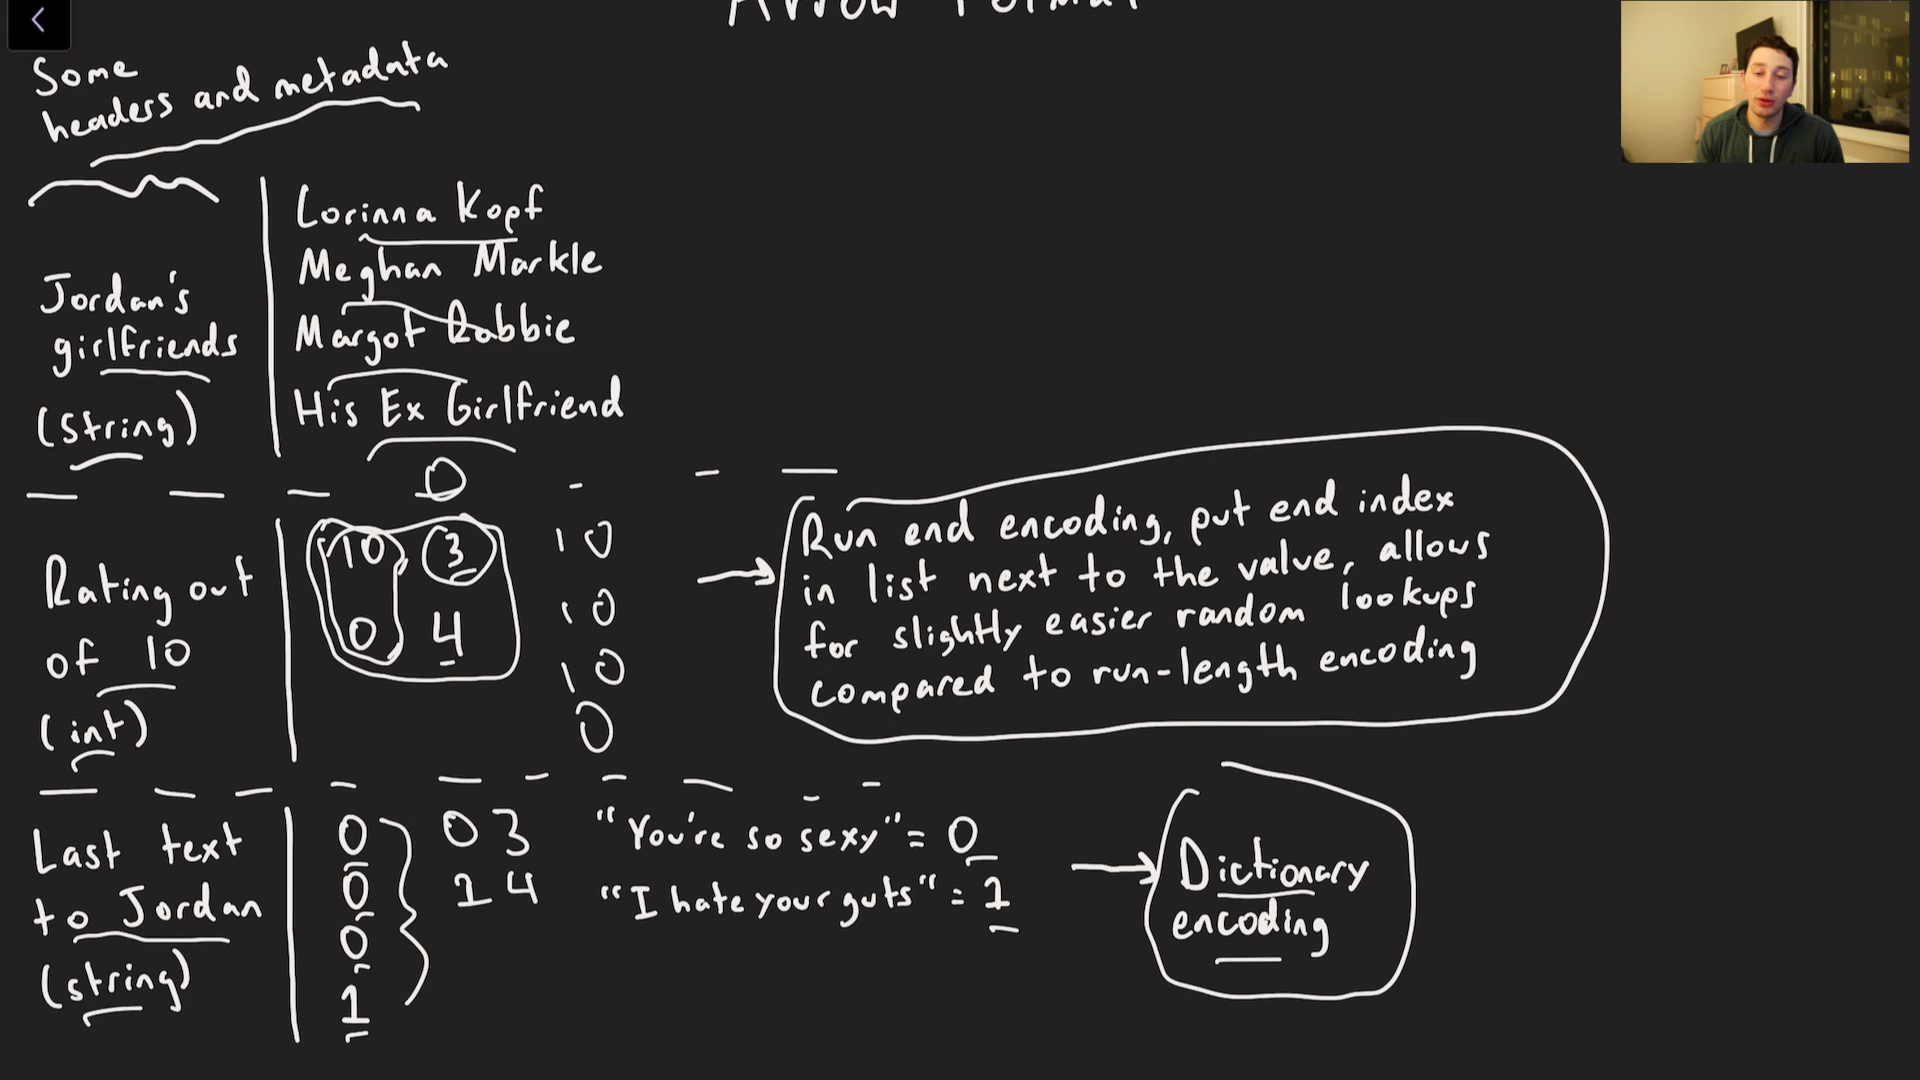 Arrow Format
Some
headers and metadata
Jordan's
girlfriends
(string)
Corinna Kopf
Meghan Markle
Margot Robbie
His Ex Girlfriend
0
Rating out
of 10
(int)
10 3
0 4
10
10
10
0
Run end encoding, put end index
in list next to the value, allows
for slightly easier random lookups
compared to run-length encoding
Last text
to Jordan
(string)
0
0
0
1
0 3
1 4
"You're so sexy" = 0
"I hate your guts" = 1
Dictionary
encoding